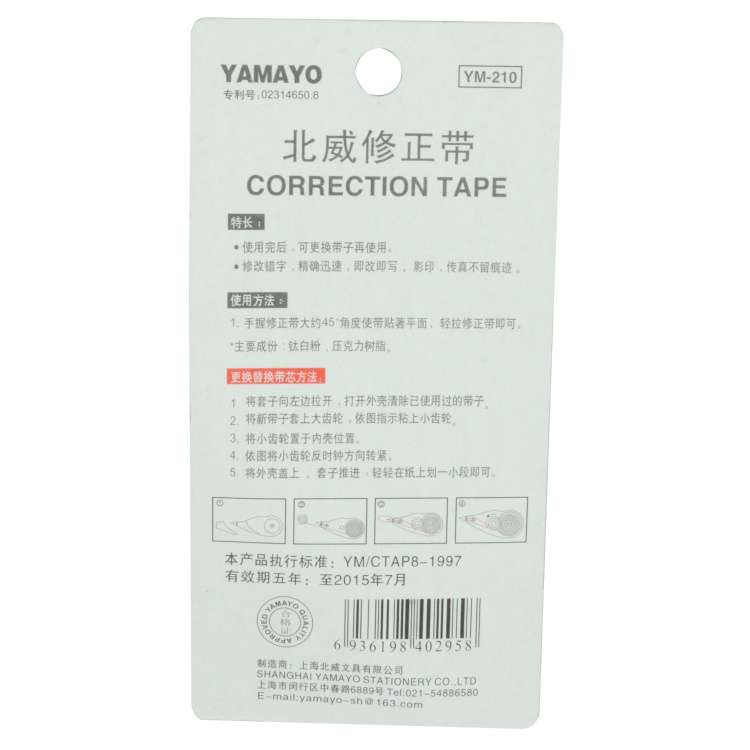 YAMAYO
专利号:02314650.8
YM-210
北威修正带
CORRECTION TAPE
特长:
• 使用完后，可更换带子再使用。
• 修改错字，精确迅速，即改即写。影印，传真不留痕迹。
使用方法:
1. 手握修正带大约45°角度使带贴著平面，轻拉修正带即可。
*主要成份:钛白粉，压克力树脂。
更换替换带芯方法:
1. 将套子向左边拉开，打开外壳清除已使用过的带子。
2. 将新带子套上大齿轮，依图指示粘上小齿轮。
3. 将小齿轮置于内壳位置。
4. 依图将小齿轮反时钟方向转紧。
5. 将外壳盖上，套子推进，轻轻在纸上划一小段即可。
① ② ③ ④
本产品执行标准: YM/CTAP8-1997
有效期五年: 至2015年7月
APPROVED YAMAYO QUALITY
合格证
6 936198 402958
制造商:上海北威文具有限公司
SHANGHAI YAMAYO STATIONERY CO.,LTD
上海市闵行区中春路6889号 Tel:021-54886580
E-mail:yamayo-sh@163.com